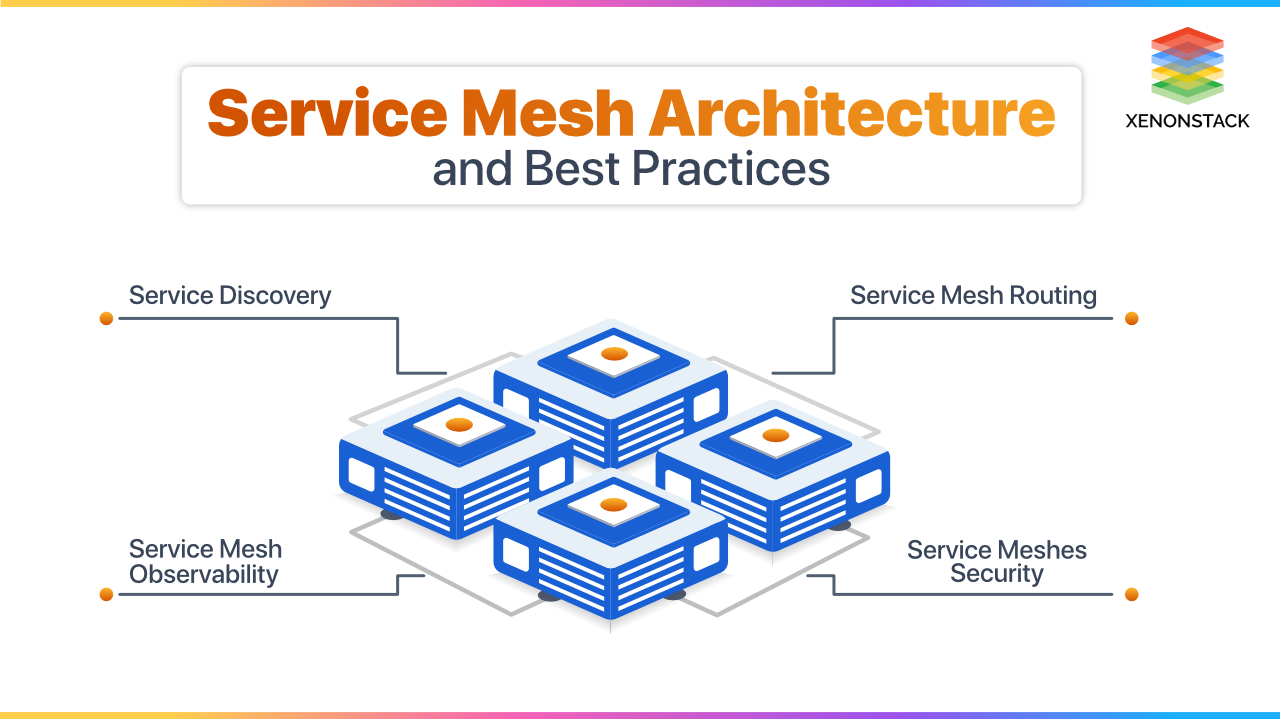 Service Mesh Architecture
and Best Practices
XENONSTACK
Service Discovery
Service Mesh Routing
Service Mesh
Observability
Service Meshes
Security